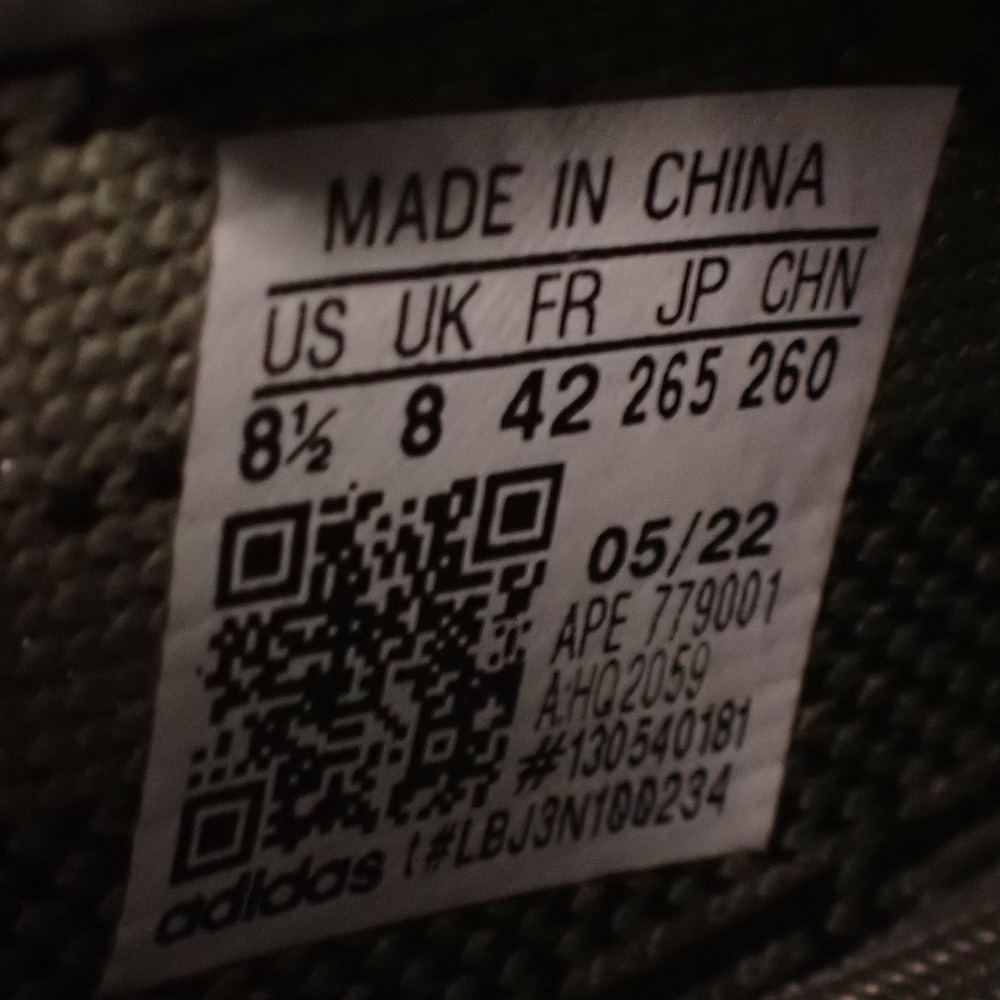 MADE IN CHINA
US UK FR JP CHN
8½ 8 42 265 260
05/22
APE 779001
A:HQ2059
#130540181
adidas (#LBJ3N100234